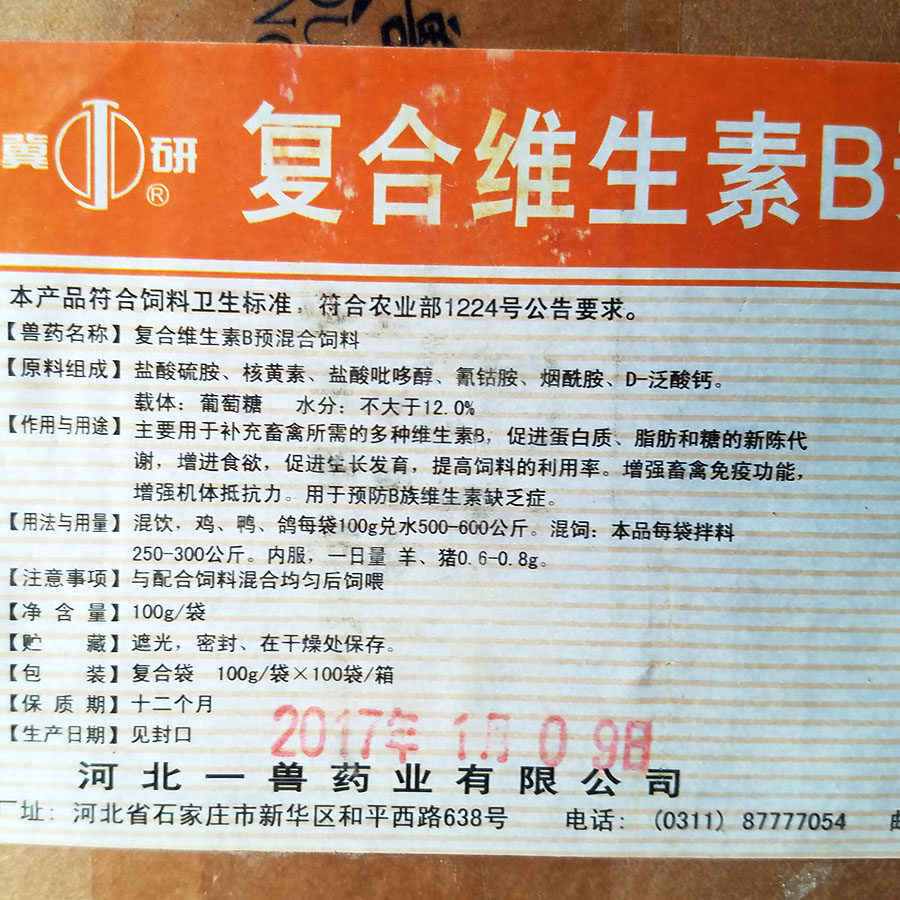 冀研®
复合维生素B
本产品符合饲料卫生标准，符合农业部1224号公告要求。
【兽药名称】复合维生素B预混合饲料
【原料组成】盐酸硫胺、核黄素、盐酸吡哆醇、氰钴胺、烟酰胺、D-泛酸钙。
载体：葡萄糖 水分：不大于12.0%
【作用与用途】主要用于补充畜禽所需的多种维生素B，促进蛋白质、脂肪和糖的新陈代
谢，增进食欲，促进生长发育，提高饲料的利用率。增强畜禽免疫功能，
增强机体抵抗力。用于预防B族维生素缺乏症。
【用法与用量】混饮，鸡、鸭、鸽每袋100g兑水500-600公斤。混饲：本品每袋拌料
250-300公斤。内服，一日量 羊、猪0.6-0.8g。
【注意事项】与配合饲料混合均匀后饲喂
【净含量】100g/袋
【贮藏】遮光，密封、在干燥处保存。
【包装】复合袋 100g/袋×100袋/箱
【保质期】十二个月
【生产日期】见封口
2017年 1月 0 9日
河北一兽药业有限公司
厂址：河北省石家庄市新华区和平西路638号 电话：(0311) 87777054